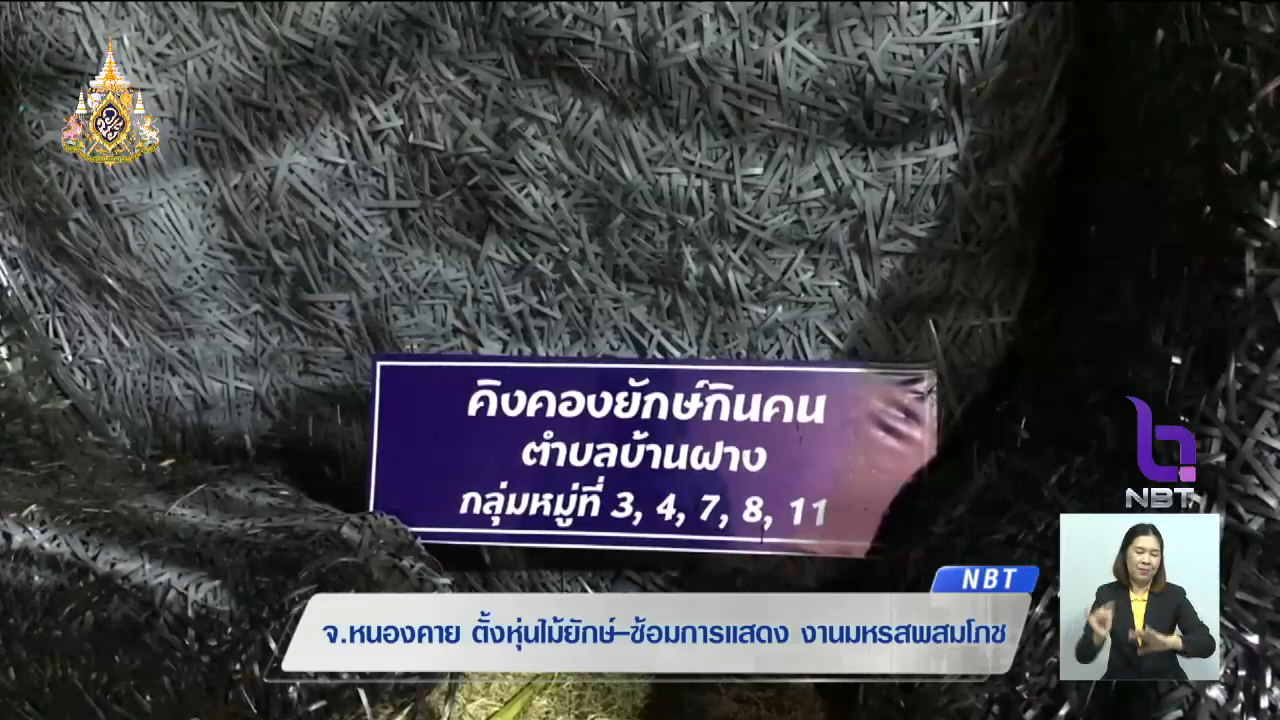 คิงคองยักษ์กินคน
ตำบลบ้านฝาง
กลุ่มหมู่ที่ 3, 4, 7, 8, 11
NBT
NBT
จ.หนองคาย ตั้งหุ่นไม้ยักษ์-ซ้อมการแสดง งานมหรสพสมโภช